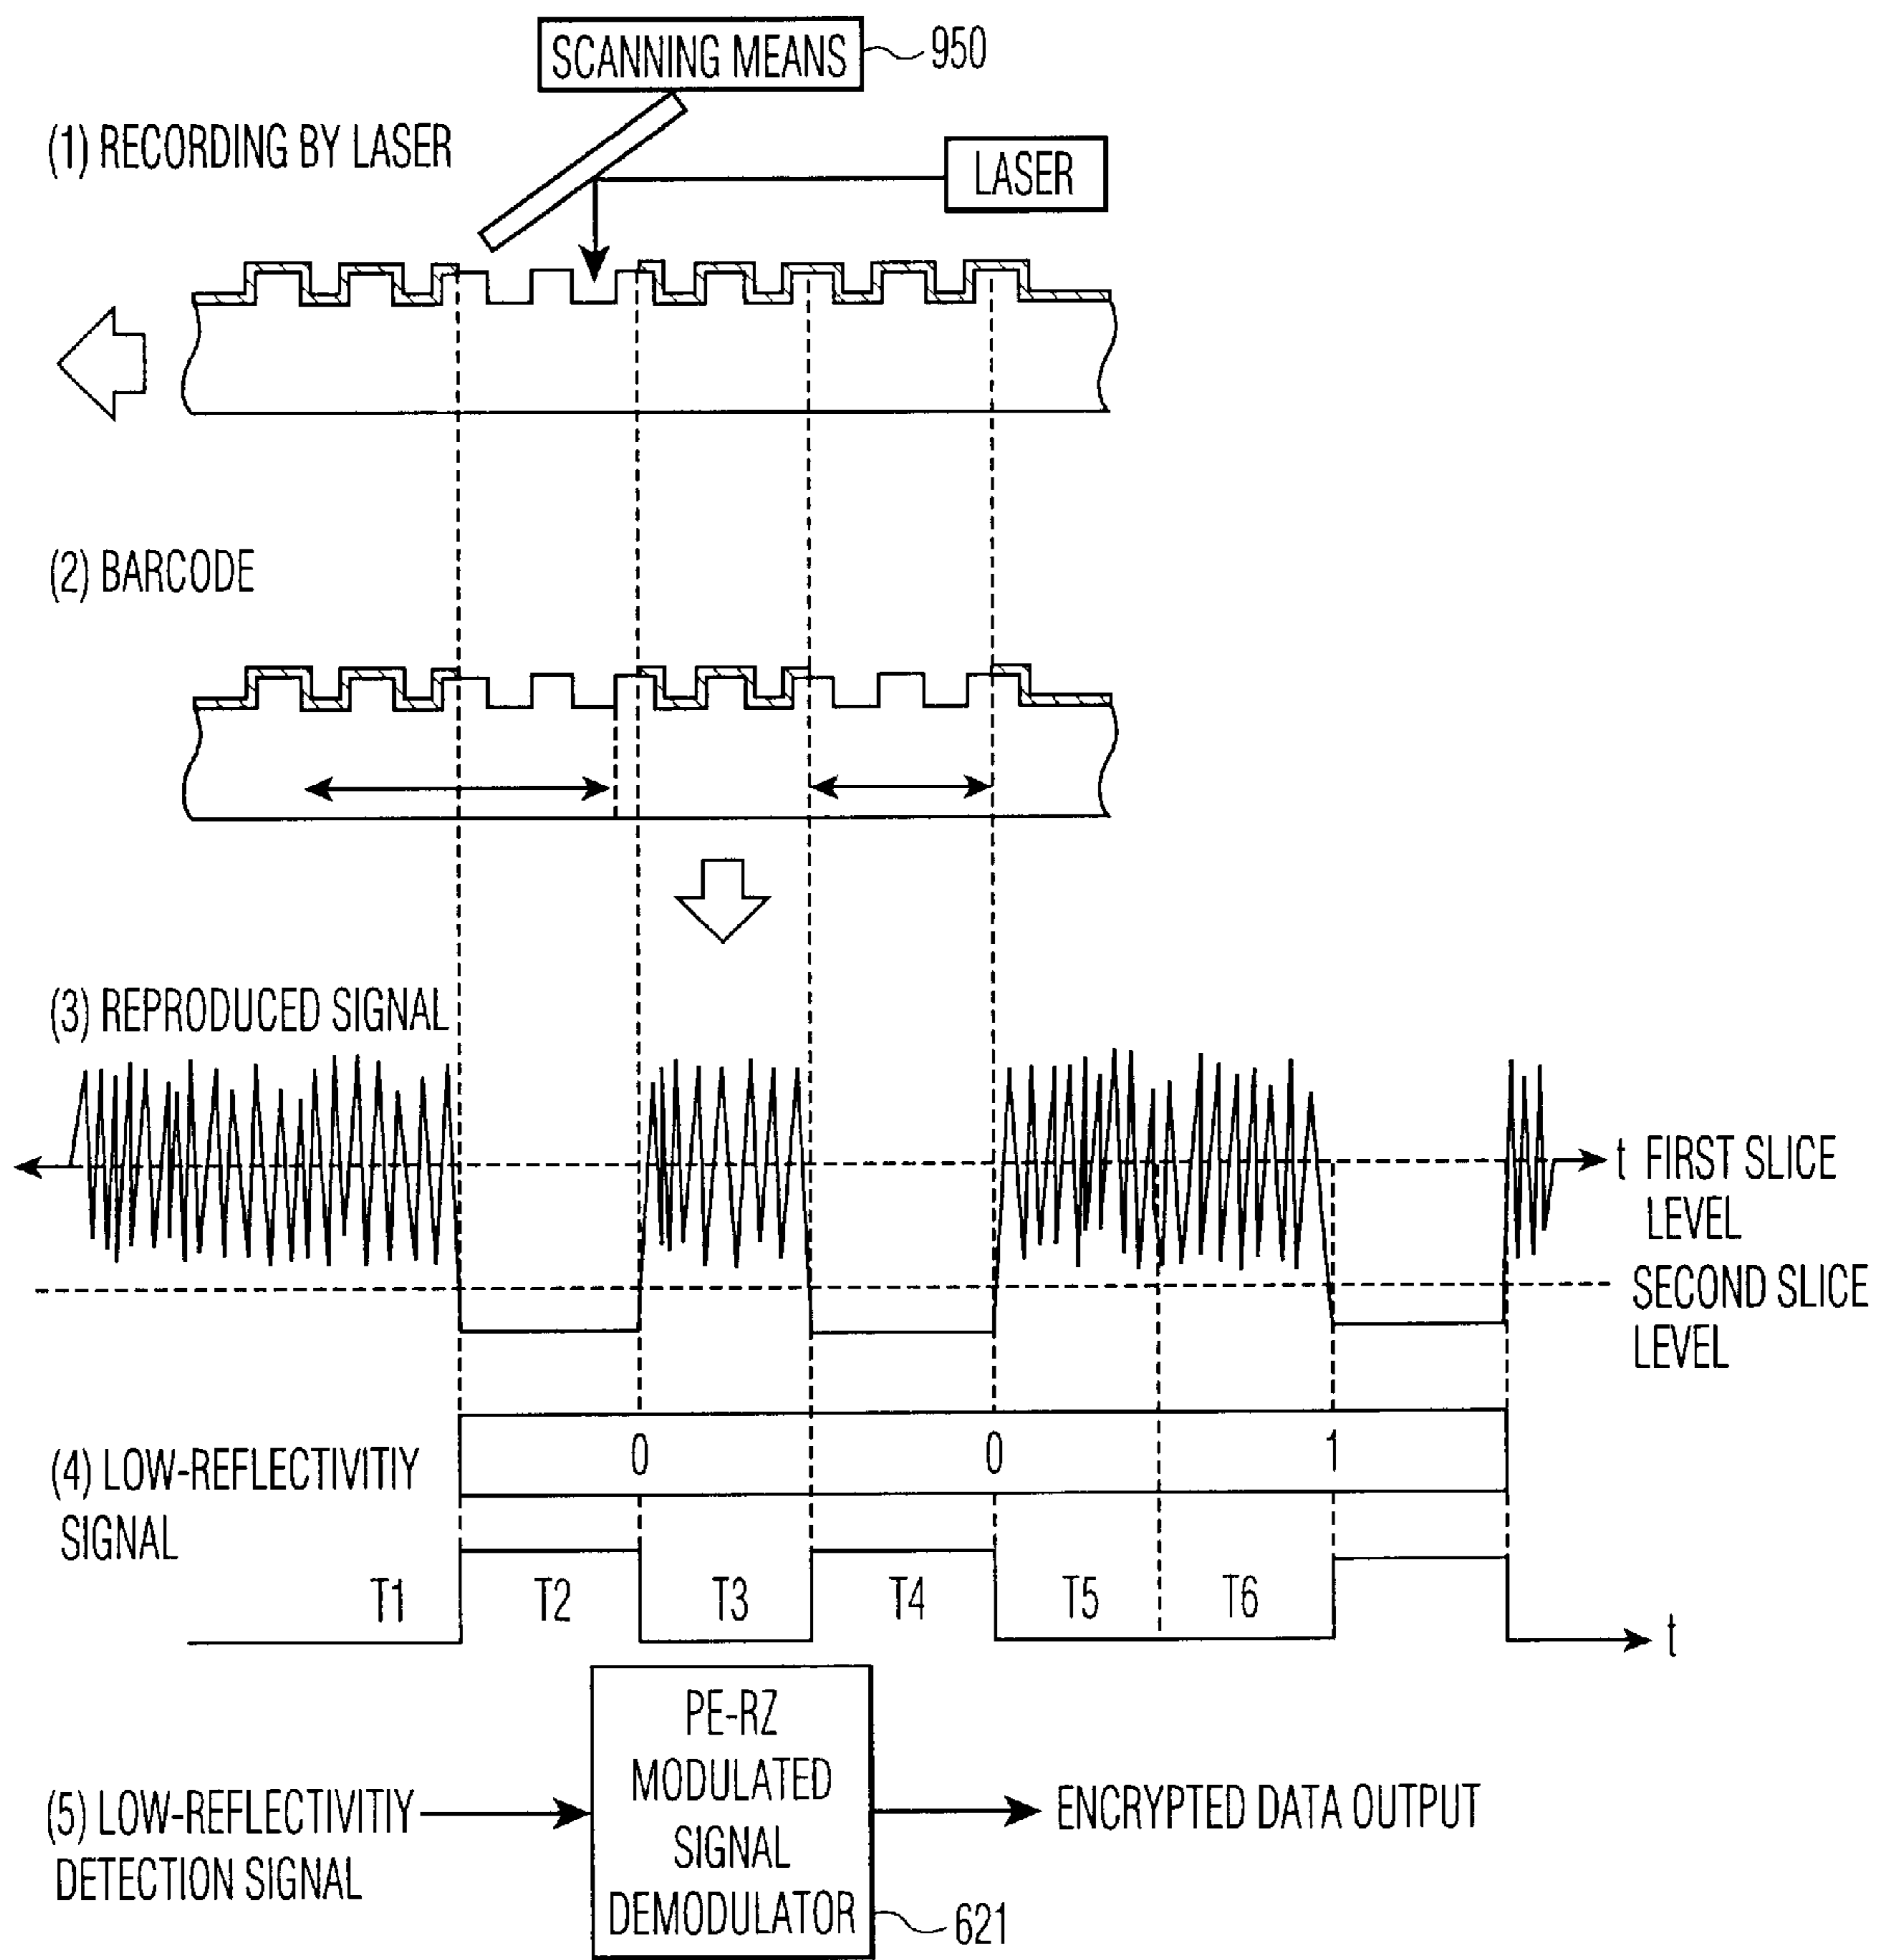 SCANNING MEANS
950
(1) RECORDING BY LASER
LASER
(2) BARCODE
(3) REPRODUCED SIGNAL
t FIRST SLICE
LEVEL
SECOND SLICE
LEVEL
(4) LOW-REFLECTIVITIY
SIGNAL
0 0 1
T1 T2 T3 T4 T5 T6
t
PE-RZ
MODULATED
SIGNAL
DEMODULATOR
(5) LOW-REFLECTIVITIY
DETECTION SIGNAL
ENCRYPTED DATA OUTPUT
621